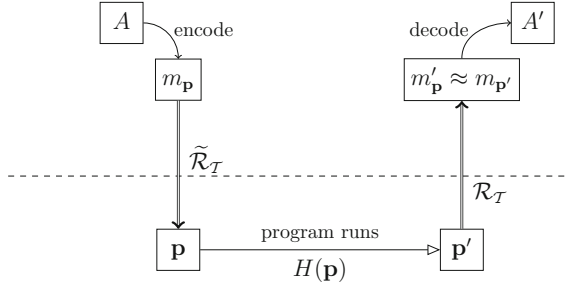 A encode decode A′
m_𝐩 m′_𝐩 ≈ m_𝐩′
R̃_T R_T
𝐩 program runs 𝐩′
H(𝐩)